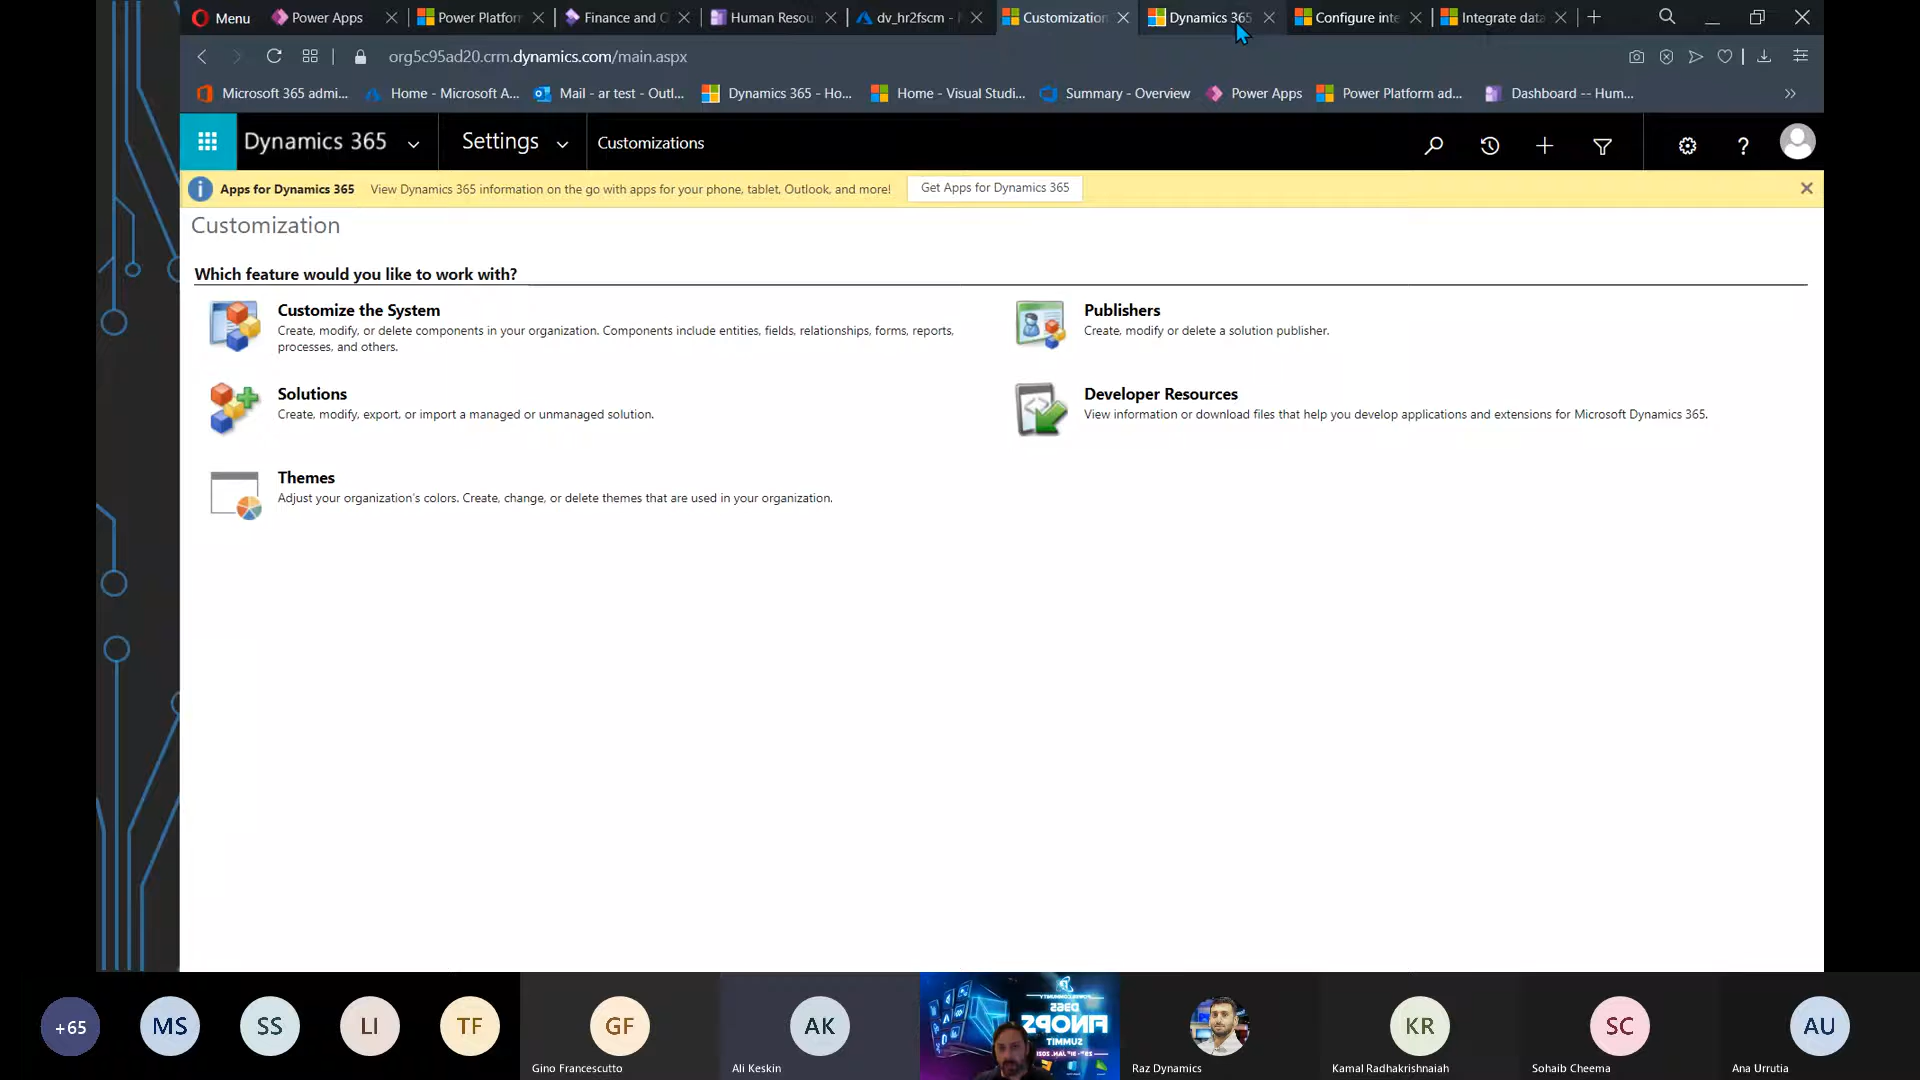 Menu
Power Apps
Power Platforn
Finance and O
Human Resou
dv_hr2fscm -
Customization
Dynamics 365
Configure inte
Integrate data
org5c95ad20.crm.dynamics.com/main.aspx
Microsoft 365 admi...
Home - Microsoft A...
Mail - ar test - Outl...
Dynamics 365 - Ho...
Home - Visual Studi...
Summary - Overview
Power Apps
Power Platform ad...
Dashboard -- Hum...
Dynamics 365
Settings
Customizations
Apps for Dynamics 365
View Dynamics 365 information on the go with apps for your phone, tablet, Outlook, and more!
Get Apps for Dynamics 365
Customization
Which feature would you like to work with?
Customize the System
Create, modify, or delete components in your organization. Components include entities, fields, relationships, forms, reports,
processes, and others.
Publishers
Create, modify or delete a solution publisher.
Solutions
Create, modify, export, or import a managed or unmanaged solution.
Developer Resources
View information or download files that help you develop applications and extensions for Microsoft Dynamics 365.
Themes
Adjust your organization's colors. Create, change, or delete themes that are used in your organization.
+65
MS
SS
LI
TF
GF
Gino Francescutto
AK
Ali Keskin
D365
FINOPS
SUMMIT
Raz Dynamics
KR
Kamal Radhakrishnaiah
SC
Sohaib Cheema
AU
Ana Urrutia